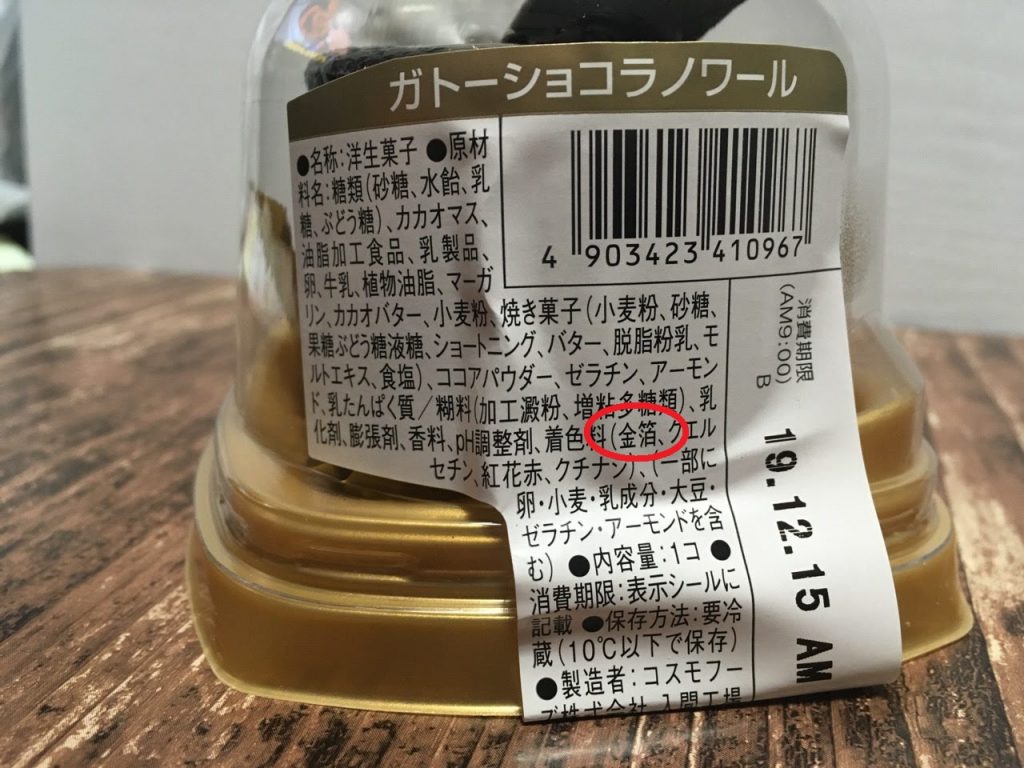 ガトーショコラノワール
●名称:洋生菓子 ●原材
料名:糖類(砂糖、水飴、乳
糖、ぶどう糖)、カカオマス、
油脂加工食品、乳製品、
卵、牛乳、植物油脂、マーガ
リン、カカオバター、小麦粉、焼き菓子(小麦粉、砂糖、
果糖ぶどう糖液糖、ショートニング、バター、脱脂粉乳、モ
ルトエキス、食塩)、ココアパウダー、ゼラチン、アーモン
ド、乳たんぱく質/糊料(加工澱粉、増粘多糖類)、乳
化剤、膨張剤、香料、pH調整剤、着色料(金箔、クエル
セチン、紅花赤、クチナシ)、(一部に
卵・小麦・乳成分・大豆・
ゼラチン・アーモンドを含
む) ●内容量:1コ ●
消費期限:表示シールに
記載 ●保存方法:要冷
蔵(10℃以下で保存)
●製造者:コスモフー
ズ株式会社 入間工場
4 903423 410967
消費期限
(AM9:00)
B
19.12.15 AM